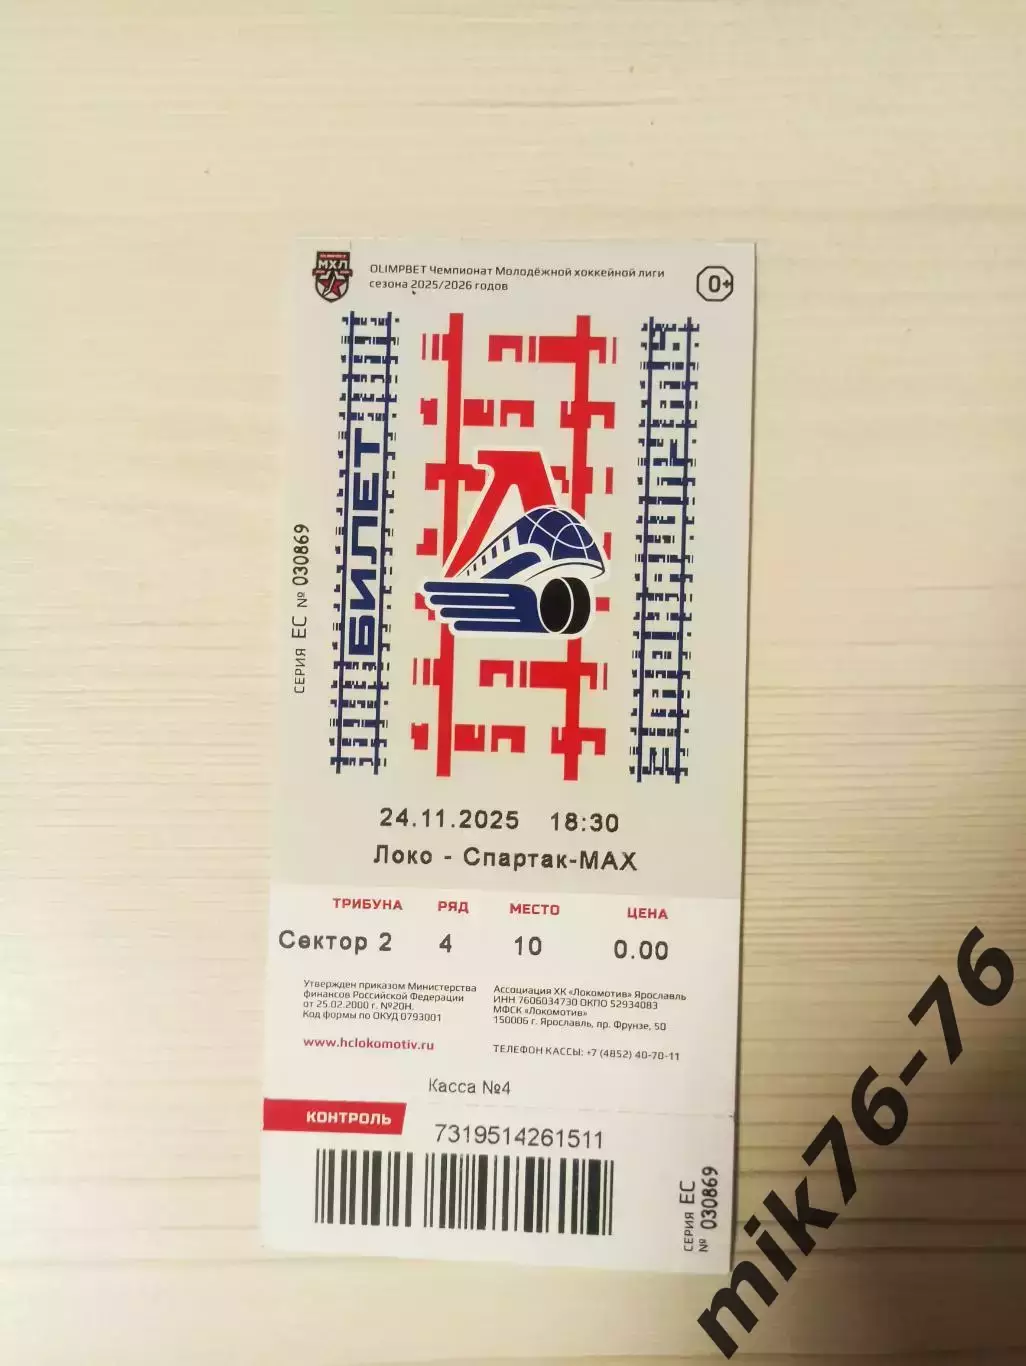 OLIMPBET
МХЛ
OLIMPBET Чемпионат Молодёжной хоккейной лиги
сезона 2025/2026 годов
0+
БИЛЕТ
СЕРИЯ ЕС № 030869
24.11.2025 18:30
Локо - Спартак-МАХ
ТРИБУНА РЯД МЕСТО ЦЕНА
Сектор 2 4 10 0.00
Утвержден приказом Министерства
финансов Российской Федерации
от 25.02.2000 г. №20Н.
Код формы по ОКУД 0793001
www.hclokomotiv.ru
Ассоциация ХК «Локомотив» Ярославль
ИНН 7606034730 ОКПО 52934083
МФСК «Локомотив»
150006 г. Ярославль, пр. Фрунзе, 50
ТЕЛЕФОН КАССЫ: +7 (4852) 40-70-11
Касса №4
КОНТРОЛЬ
7319514261511
СЕРИЯ ЕС
№ 030869
mik76-76